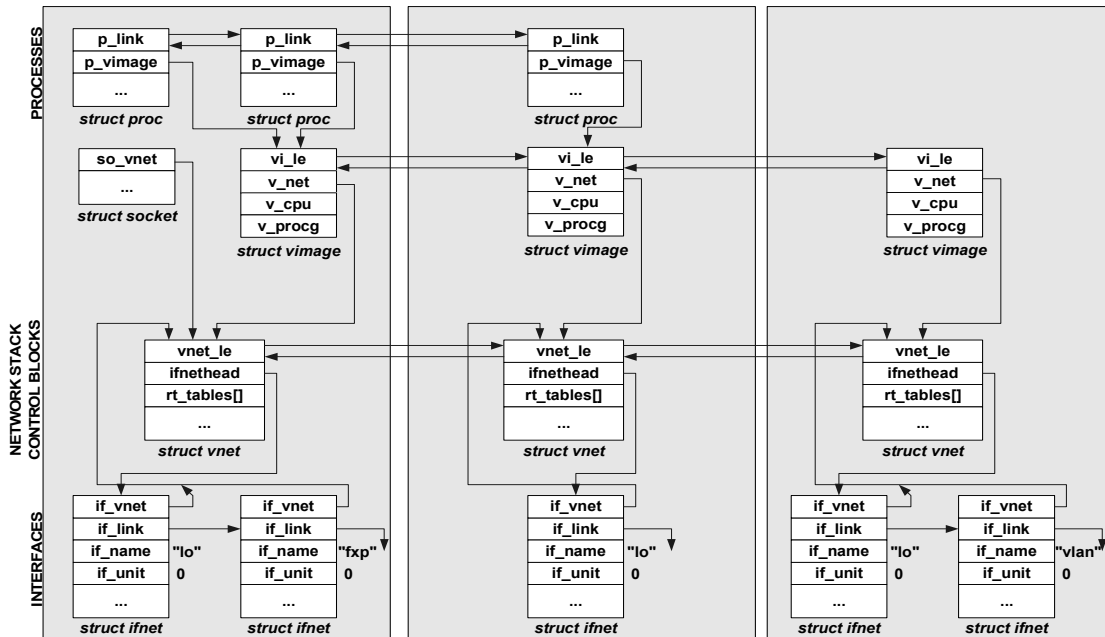 PROCESSES
p_link
p_vimage
...
struct proc
p_link
p_vimage
...
struct proc
p_link
p_vimage
...
struct proc
so_vnet
...
struct socket
vi_le
v_net
v_cpu
v_procg
struct vimage
vi_le
v_net
v_cpu
v_procg
struct vimage
vi_le
v_net
v_cpu
v_procg
struct vimage
NETWORK STACK
CONTROL BLOCKS
vnet_le
ifnethead
rt_tables[]
...
struct vnet
vnet_le
ifnethead
rt_tables[]
...
struct vnet
vnet_le
ifnethead
rt_tables[]
...
struct vnet
INTERFACES
if_vnet
if_link
if_name "lo"
if_unit 0
...
struct ifnet
if_vnet
if_link
if_name "fxp"
if_unit 0
...
struct ifnet
if_vnet
if_link
if_name "lo"
if_unit 0
...
struct ifnet
if_vnet
if_link
if_name "lo"
if_unit 0
...
struct ifnet
if_vnet
if_link
if_name "vlan"
if_unit 0
...
struct ifnet